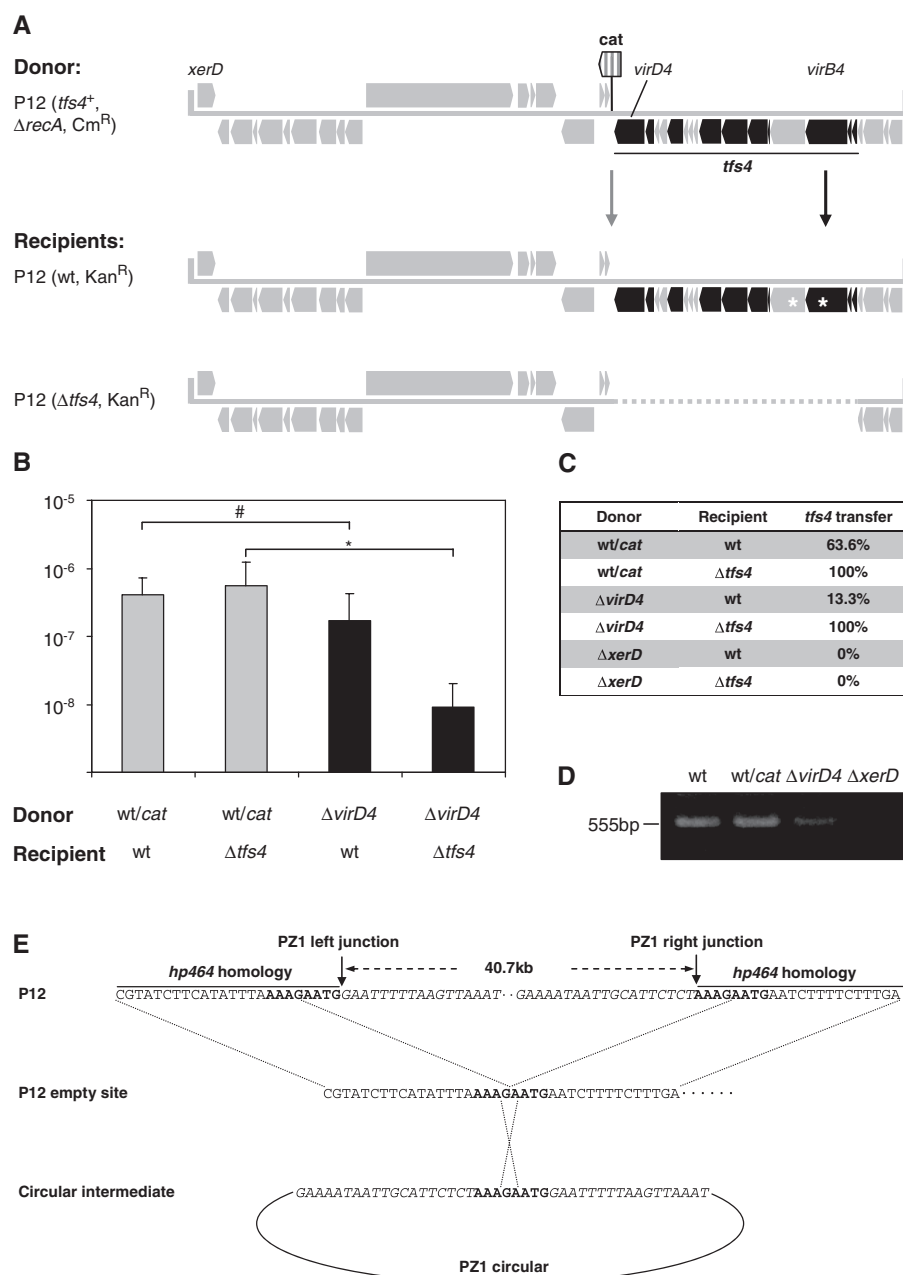 A
Donor:
P12 (tfs4+,
ΔrecA, CmR)
xerD
cat
virD4
virB4
tfs4
Recipients:
P12 (wt, KanR)
* *
P12 (Δtfs4, KanR)
B
10-5
10-6
10-7
10-8
#
*
Donor wt/cat wt/cat ΔvirD4 ΔvirD4
Recipient wt Δtfs4 wt Δtfs4
C
Donor Recipient tfs4 transfer
wt/cat wt 63.6%
wt/cat Δtfs4 100%
ΔvirD4 wt 13.3%
ΔvirD4 Δtfs4 100%
ΔxerD wt 0%
ΔxerD Δtfs4 0%
D
wt wt/cat ΔvirD4 ΔxerD
555bp
E
PZ1 left junction PZ1 right junction
hp464 homology 40.7kb hp464 homology
P12 CGTATCTTCATATTTAAAAGAATGGAATTTTTAAGTTAAAT··GAAAATAATTGCATTCTCTAAAGAATGAATCTTTTCTTTGA
P12 empty site CGTATCTTCATATTTAAAAGAATGAATCTTTTCTTTGA······
Circular intermediate GAAAATAATTGCATTCTCTAAAGAATGGAATTTTTAAGTTAAAT
PZ1 circular